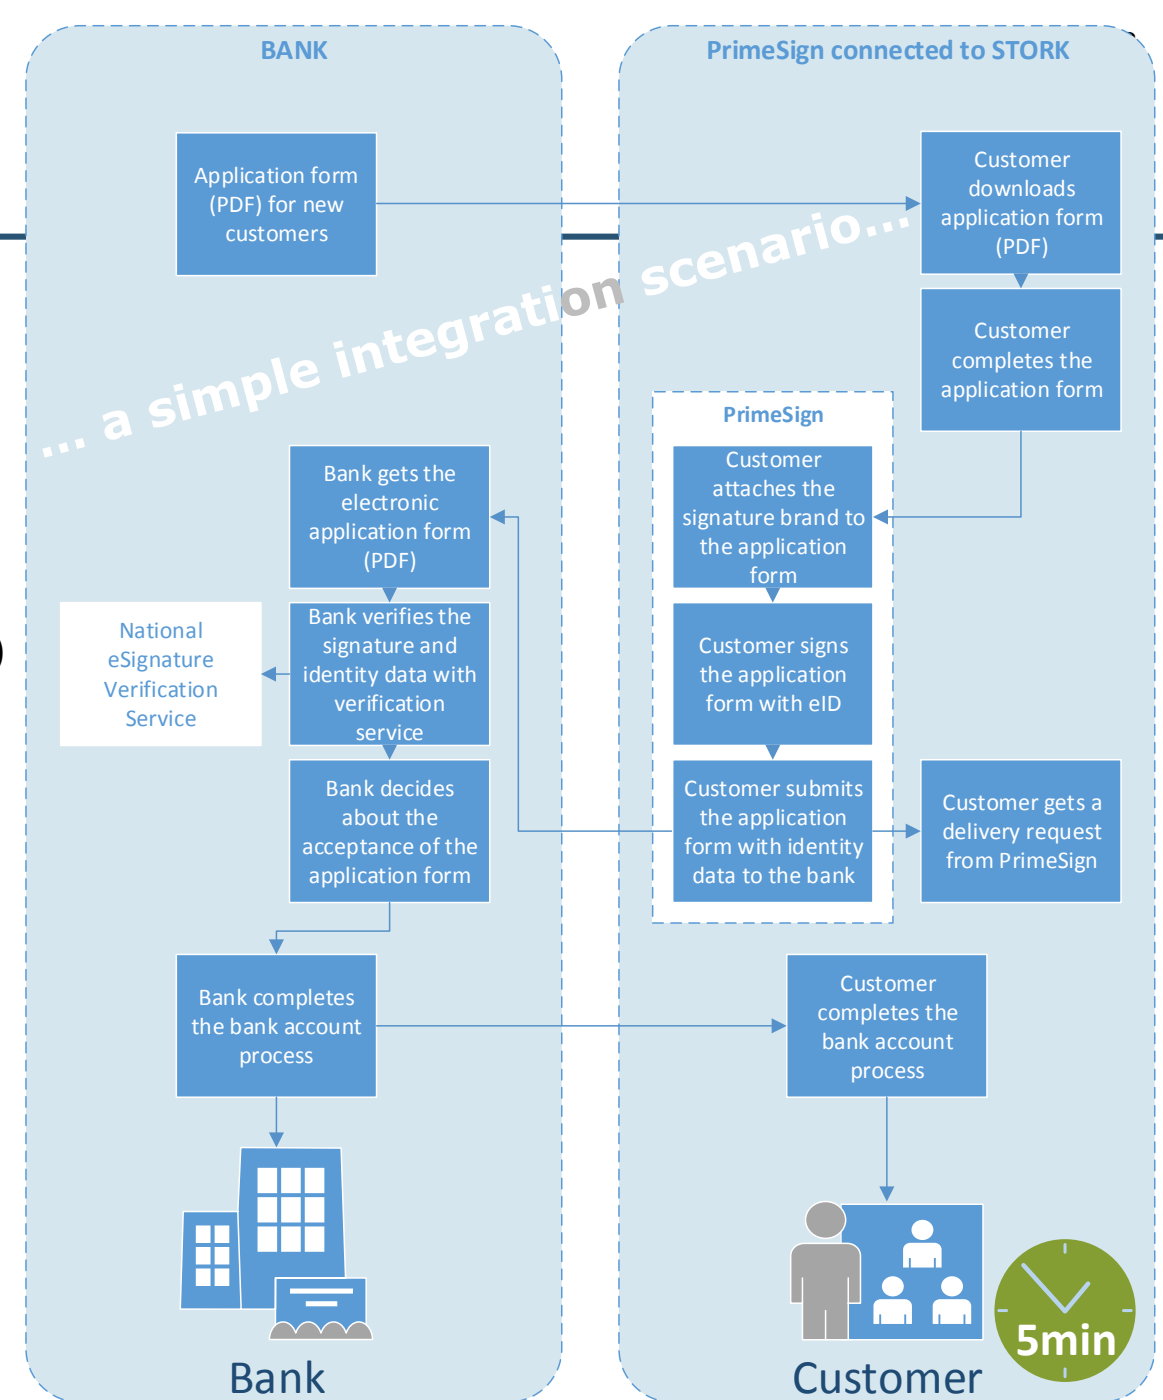 BANK
Application form
(PDF) for new
customers
... a simple integration scenario...
Bank gets the
electronic
application form
(PDF)
National
eSignature
Verification
Service
Bank verifies the
signature and
identity data with
verification
service
Bank decides
about the
acceptance of the
application form
Bank completes
the bank account
process
Bank
PrimeSign connected to STORK
Customer
downloads
application form
(PDF)
Customer
completes the
application form
PrimeSign
Customer
attaches the
signature brand to
the application
form
Customer signs
the application
form with eID
Customer submits
the application
form with identity
data to the bank
Customer gets a
delivery request
from PrimeSign
Customer
completes the
bank account
process
5min
Customer